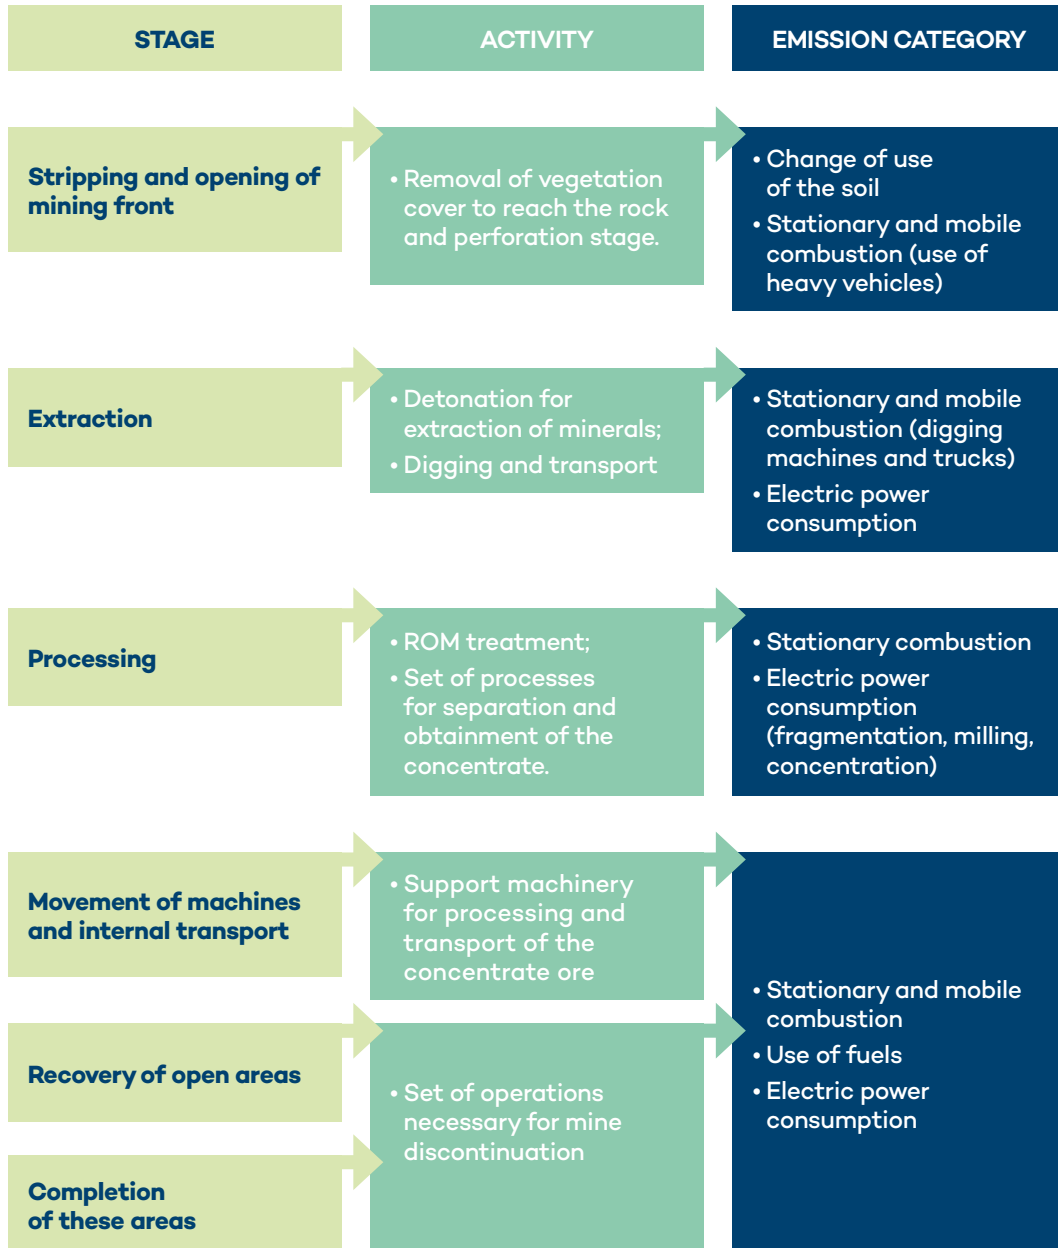 STAGE
ACTIVITY
EMISSION CATEGORY
Stripping and opening of
mining front
• Removal of vegetation
cover to reach the rock
and perforation stage.
• Change of use
of the soil
• Stationary and mobile
combustion (use of
heavy vehicles)
Extraction
• Detonation for
extraction of minerals;
• Digging and transport
• Stationary and mobile
combustion (digging
machines and trucks)
• Electric power
consumption
Processing
• ROM treatment;
• Set of processes
for separation and
obtainment of the
concentrate.
• Stationary combustion
• Electric power
consumption
(fragmentation, milling,
concentration)
Movement of machines
and internal transport
• Support machinery
for processing and
transport of the
concentrate ore
Recovery of open areas
Completion
of these areas
• Set of operations
necessary for mine
discontinuation
• Stationary and mobile
combustion
• Use of fuels
• Electric power
consumption